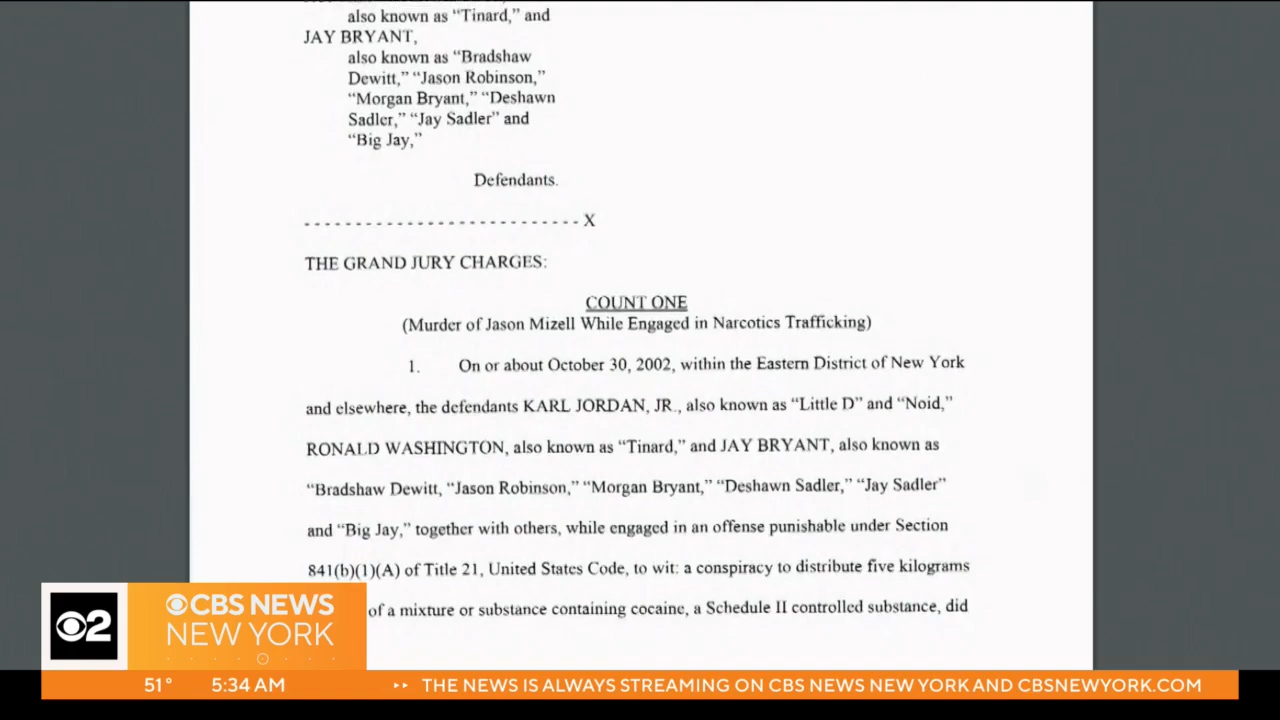 also known as “Tinard,” and
JAY BRYANT,
also known as “Bradshaw
Dewitt,” “Jason Robinson,”
“Morgan Bryant,” “Deshawn
Sadler,” “Jay Sadler” and
“Big Jay,”
Defendants.
- - - - - - - - - - - - - - - - - - - - - - - - - - - X
THE GRAND JURY CHARGES:
COUNT ONE
(Murder of Jason Mizell While Engaged in Narcotics Trafficking)
1. On or about October 30, 2002, within the Eastern District of New York
and elsewhere, the defendants KARL JORDAN, JR., also known as “Little D” and “Noid,”
RONALD WASHINGTON, also known as “Tinard,” and JAY BRYANT, also known as
“Bradshaw Dewitt, “Jason Robinson,” “Morgan Bryant,” “Deshawn Sadler,” “Jay Sadler”
and “Big Jay,” together with others, while engaged in an offense punishable under Section
841(b)(1)(A) of Title 21, United States Code, to wit: a conspiracy to distribute five kilograms
of a mixture or substance containing cocaine, a Schedule II controlled substance, did
2
CBS NEWS
NEW YORK
51° 5:34 AM THE NEWS IS ALWAYS STREAMING ON CBS NEWS NEW YORK AND CBSNEWYORK.COM